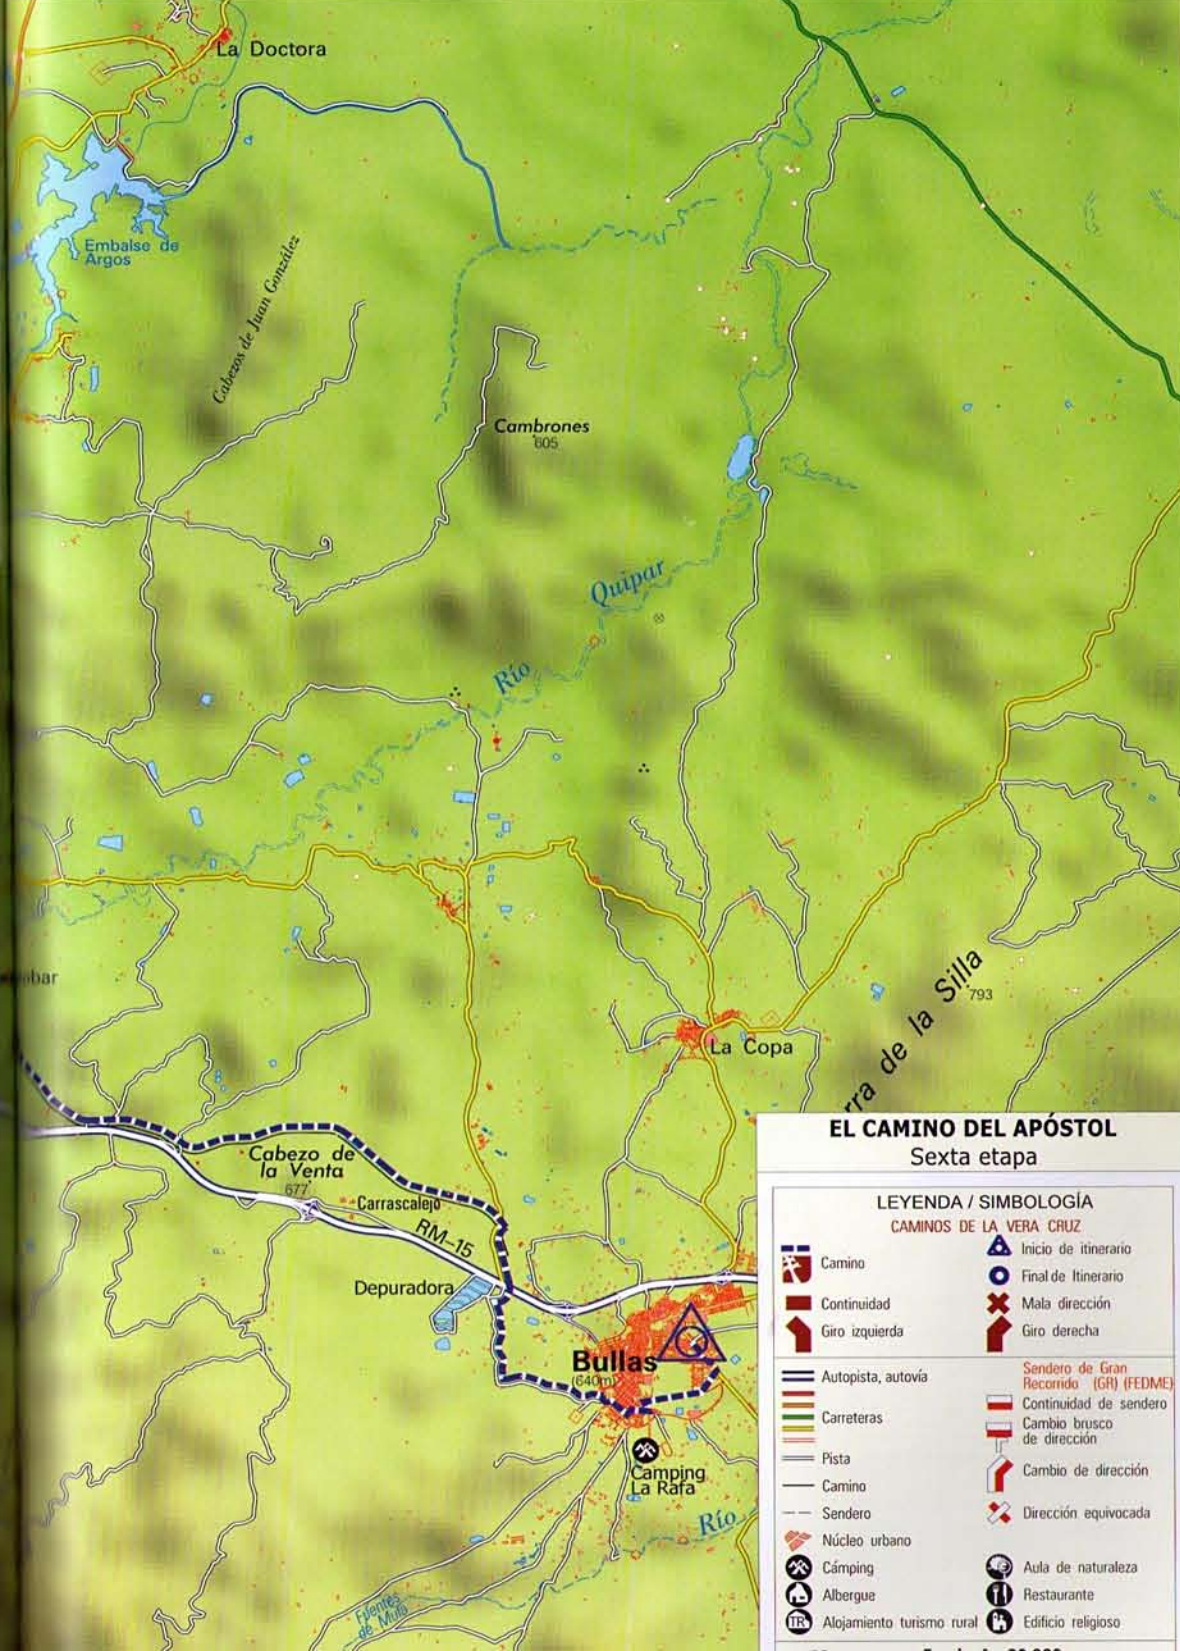 La Doctora
Embalse de
Argos
Cabezos de Juan González
Cambrones
605
Quipar
Río
793
La Copa
Cabezo de
la Venta
677
Carrascalejo
RM-15
Depuradora
Bullas
(640m)
Camping
La Rafa
Río
Fuentes
de Mula
rra de la Silla
EL CAMINO DEL APÓSTOL
Sexta etapa
LEYENDA / SIMBOLOGÍA
CAMINOS DE LA VERA CRUZ
Camino
Inicio de itinerario
Final de Itinerario
Continuidad
Mala dirección
Giro izquierda
Giro derecha
Autopista, autovía
Sendero de Gran
Recorrido (GR) (FEDME)
Carreteras
Continuidad de sendero
Cambio brusco
de dirección
Pista
Camino
Cambio de dirección
Sendero
Dirección equivocada
Núcleo urbano
Cámping
Aula de naturaleza
Albergue
Restaurante
TR
Alojamiento turismo rural
Edificio religioso